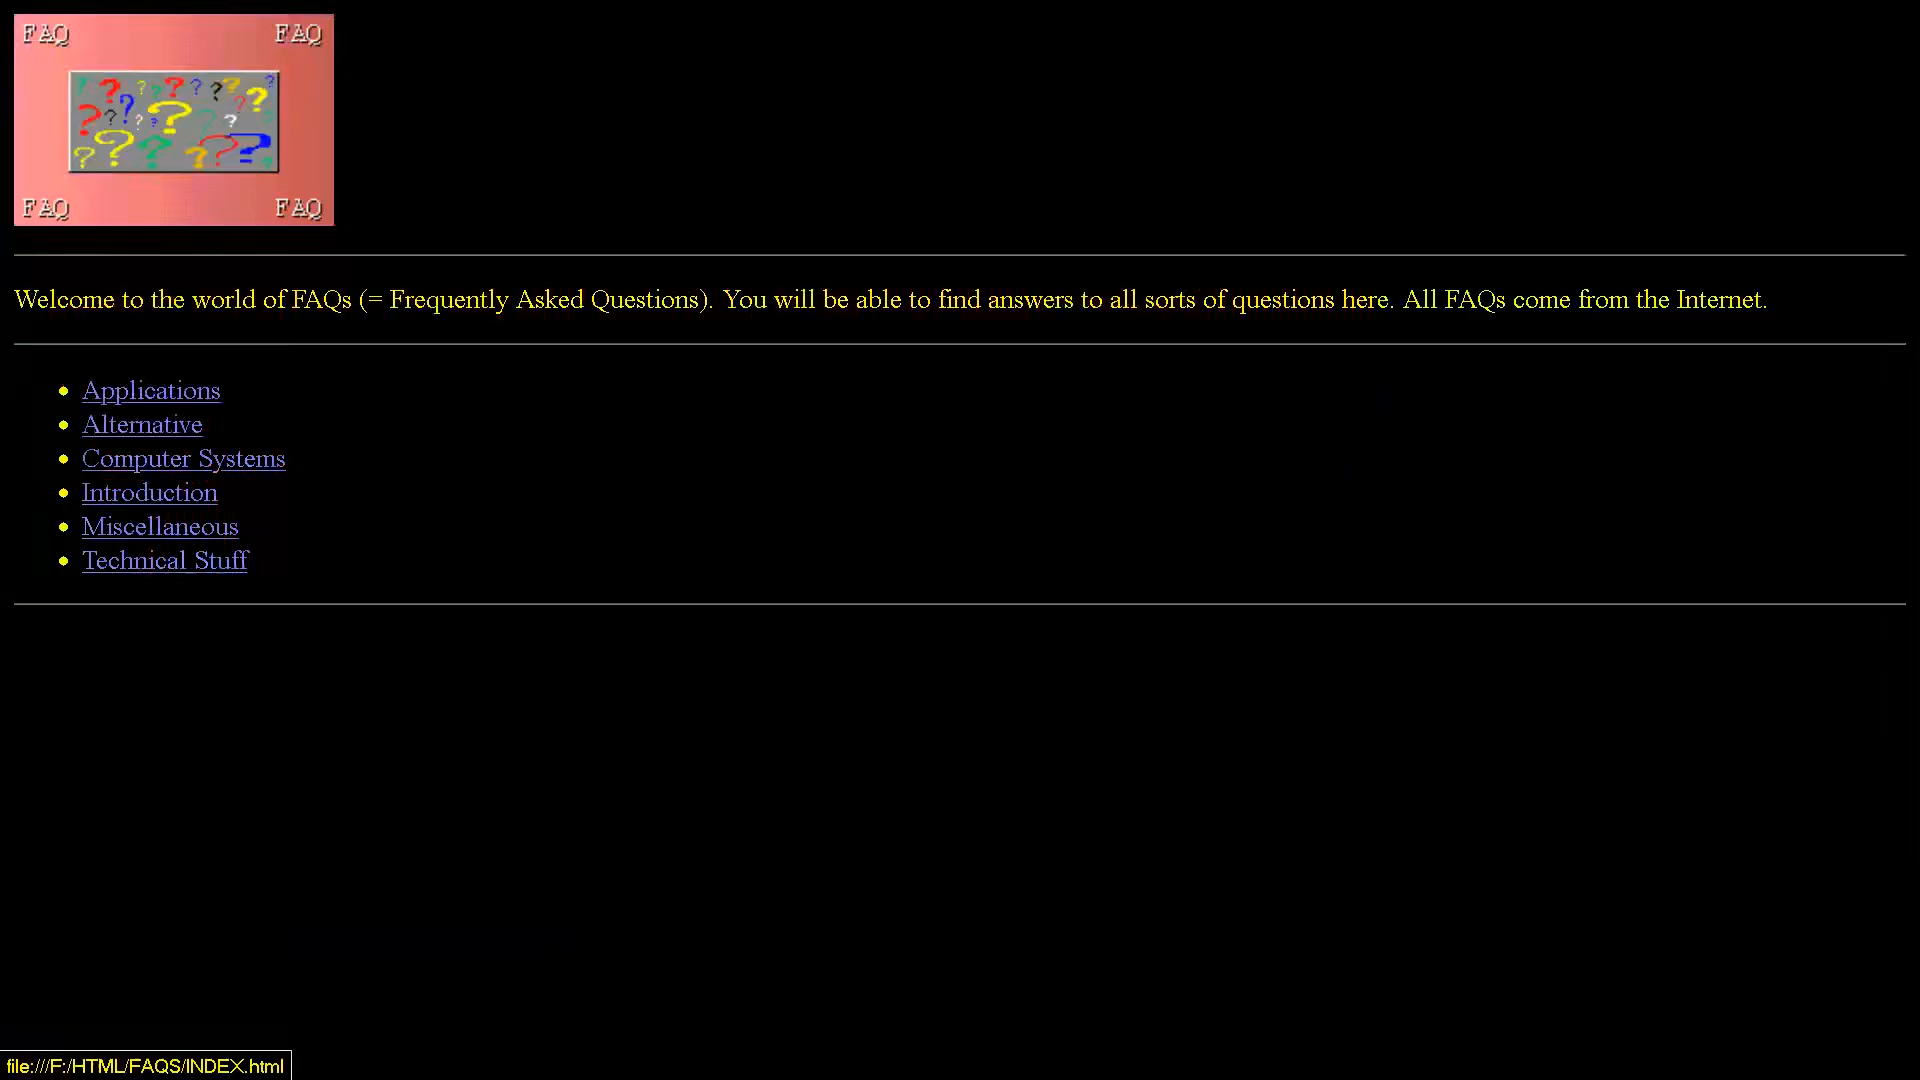 FAQ FAQ
FAQ FAQ
Welcome to the world of FAQs (= Frequently Asked Questions). You will be able to find answers to all sorts of questions here. All FAQs come from the Internet.
Applications
Alternative
Computer Systems
Introduction
Miscellaneous
Technical Stuff
file:///F:/HTML/FAQS/INDEX.html